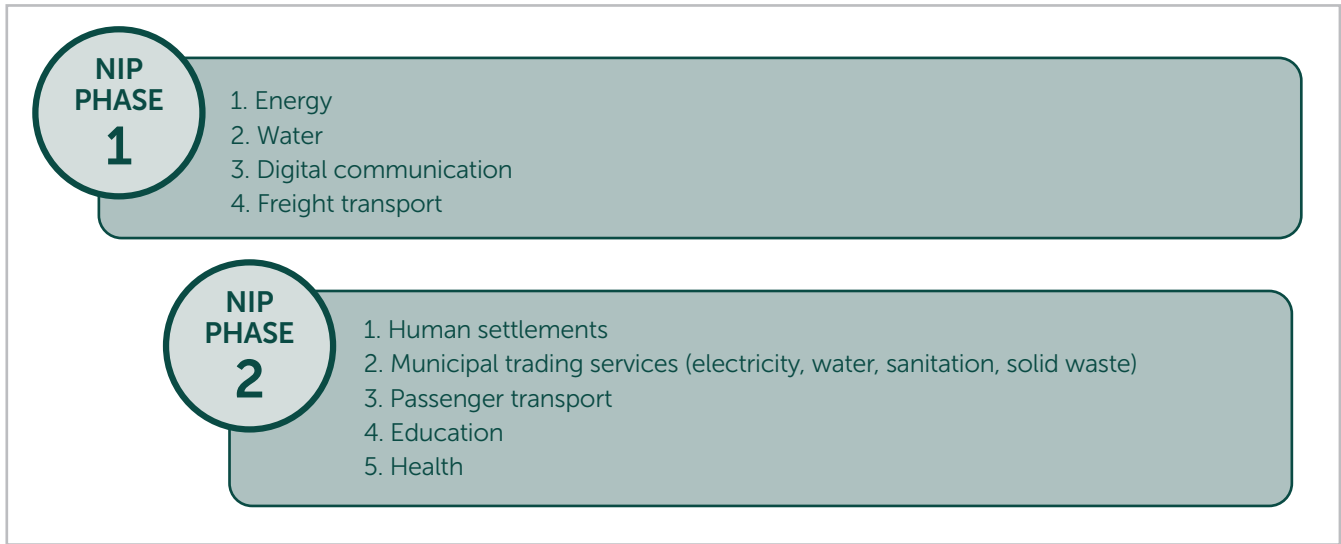 NIP
PHASE
1
1. Energy
2. Water
3. Digital communication
4. Freight transport
NIP
PHASE
2
1. Human settlements
2. Municipal trading services (electricity, water, sanitation, solid waste)
3. Passenger transport
4. Education
5. Health